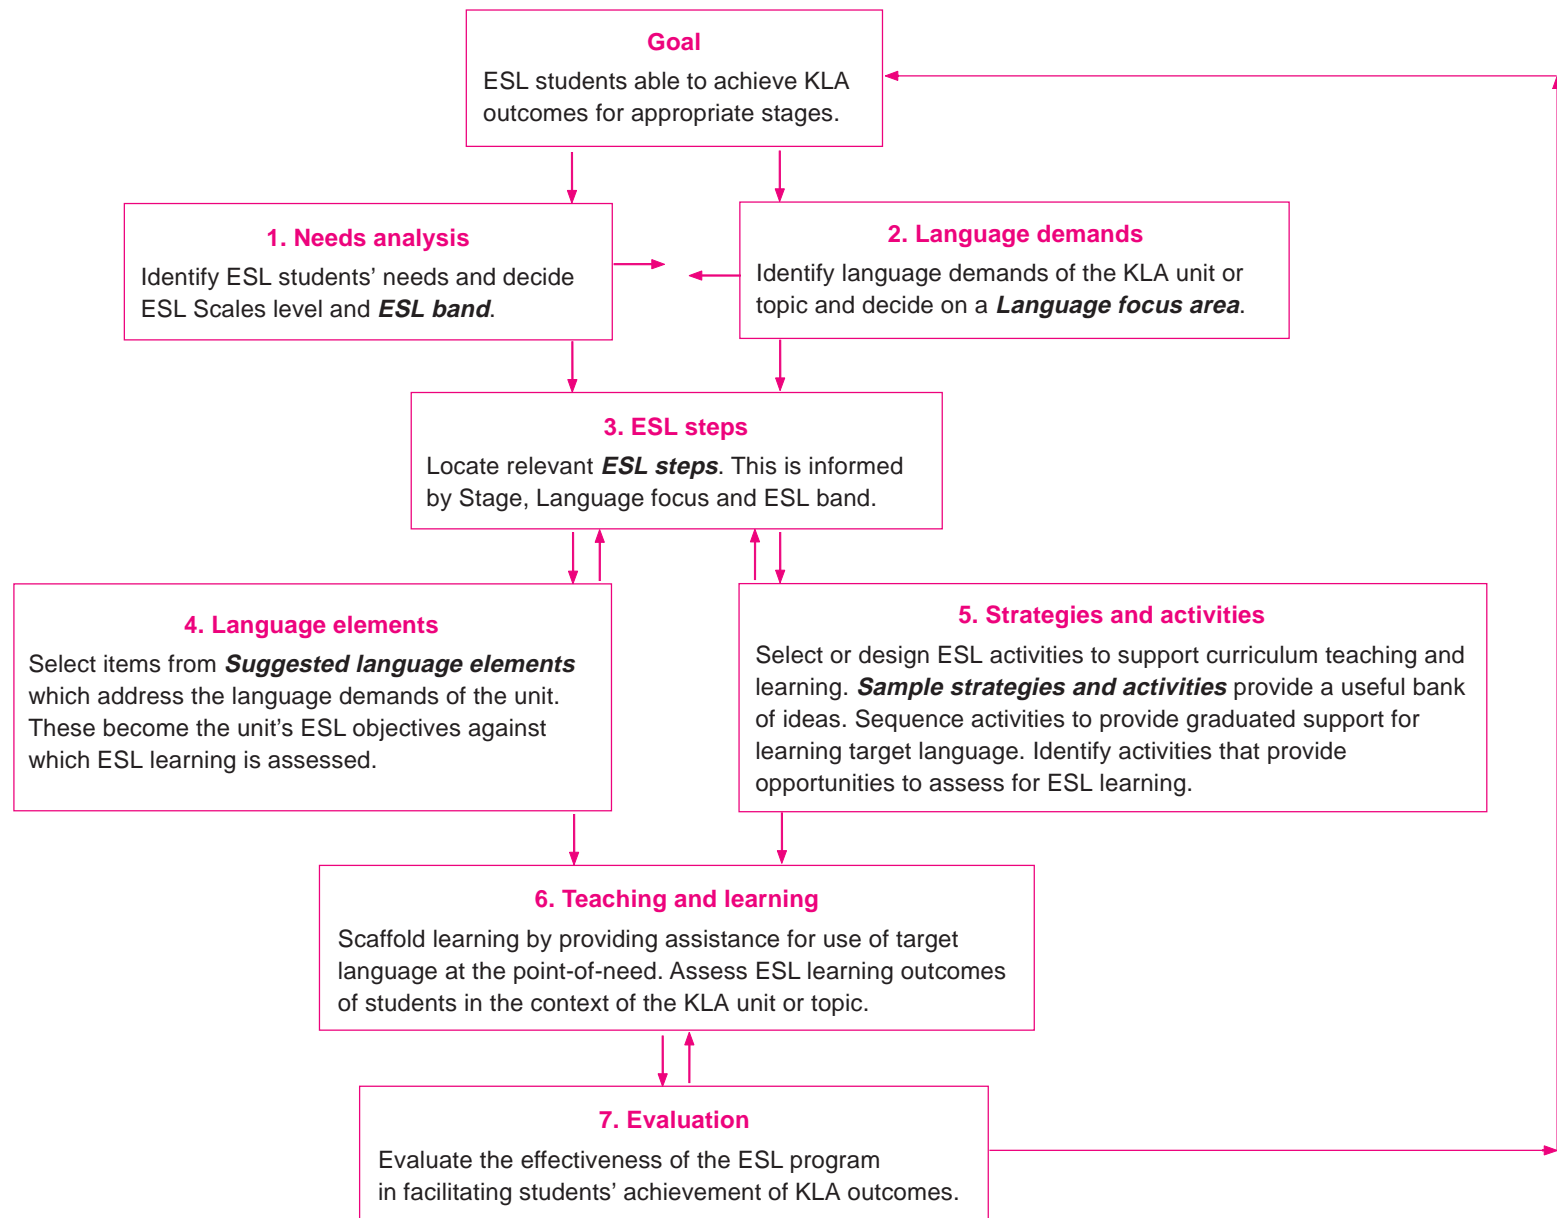 Goal
ESL students able to achieve KLA
outcomes for appropriate stages.
1. Needs analysis
Identify ESL students’ needs and decide
ESL Scales level and ESL band.
2. Language demands
Identify language demands of the KLA unit or
topic and decide on a Language focus area.
3. ESL steps
Locate relevant ESL steps. This is informed
by Stage, Language focus and ESL band.
4. Language elements
Select items from Suggested language elements
which address the language demands of the unit.
These become the unit’s ESL objectives against
which ESL learning is assessed.
5. Strategies and activities
Select or design ESL activities to support curriculum teaching and
learning. Sample strategies and activities provide a useful bank
of ideas. Sequence activities to provide graduated support for
learning target language. Identify activities that provide
opportunities to assess for ESL learning.
6. Teaching and learning
Scaffold learning by providing assistance for use of target
language at the point-of-need. Assess ESL learning outcomes
of students in the context of the KLA unit or topic.
7. Evaluation
Evaluate the effectiveness of the ESL program
in facilitating students’ achievement of KLA outcomes.